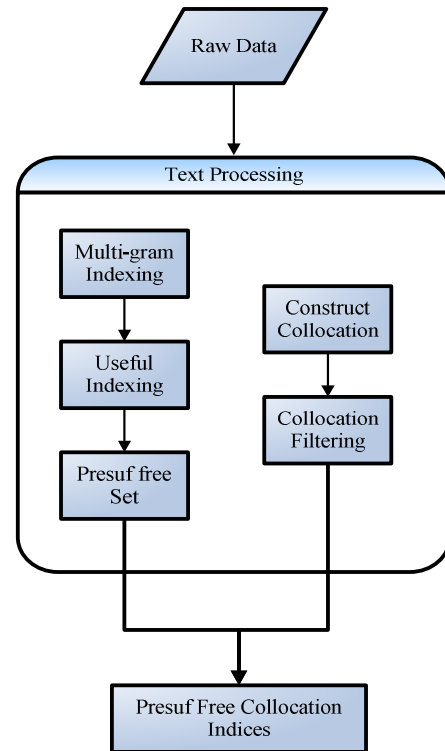 Raw Data
Text Processing
Multi-gram
Indexing
Useful
Indexing
Presuf free
Set
Construct
Collocation
Collocation
Filtering
Presuf Free Collocation
Indices